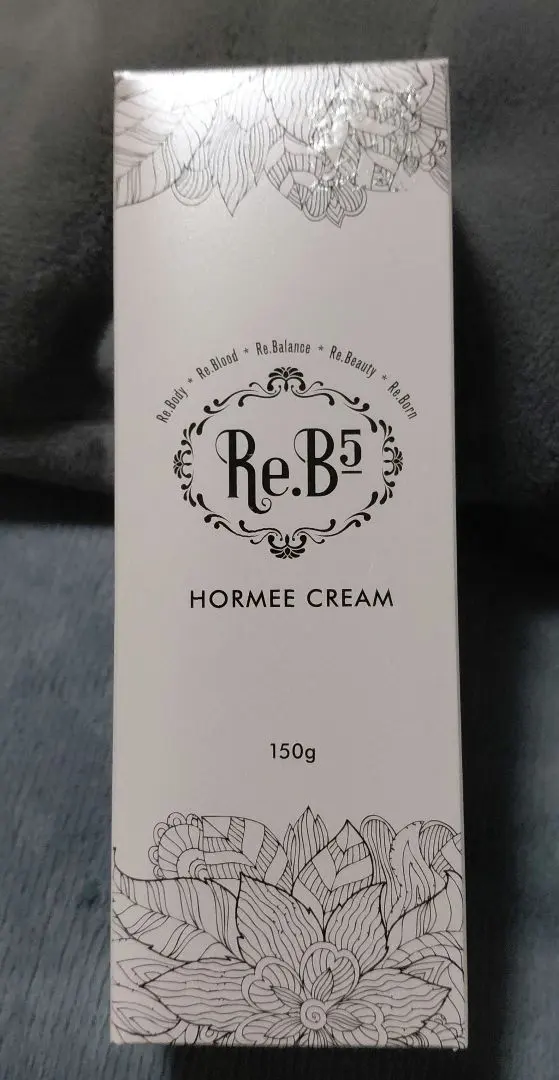 Re.Body * Re.Blood * Re.Balance * Re.Beauty * Re.Born
Re.B5
HORMEE CREAM
150g